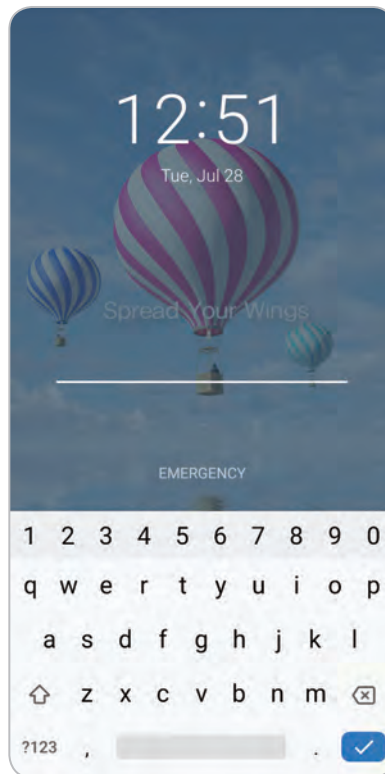 12:51
Tue, Jul 28
Spread Your Wings
EMERGENCY
1 2 3 4 5 6 7 8 9 0
q w e r t y u i o p
a s d f g h j k l
z x c v b n m
?123 , .